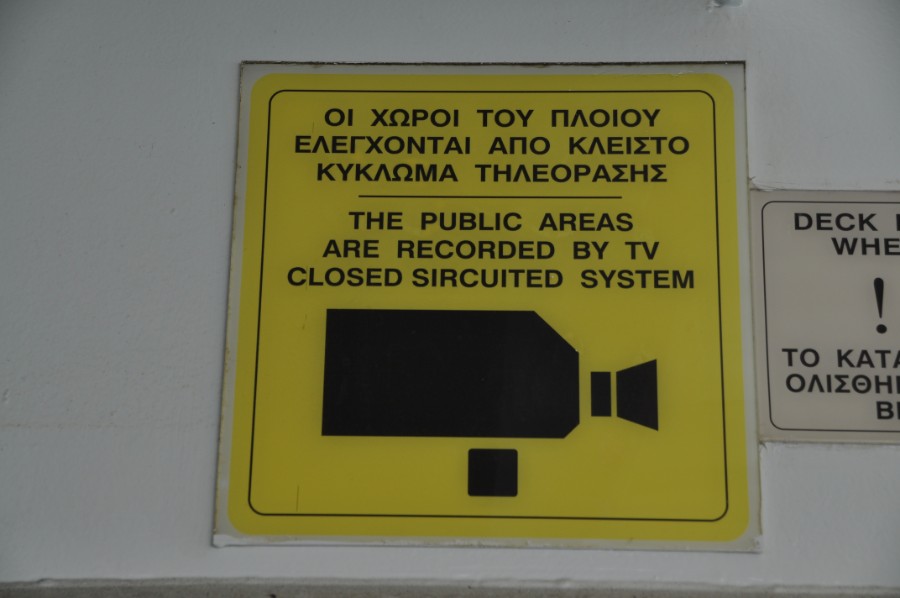 ΟΙ ΧΩΡΟΙ ΤΟΥ ΠΛΟΙΟΥ
ΕΛΕΓΧΟΝΤΑΙ ΑΠΟ ΚΛΕΙΣΤΟ
ΚΥΚΛΩΜΑ ΤΗΛΕΟΡΑΣΗΣ
THE PUBLIC AREAS
ARE RECORDED BY TV
CLOSED SIRCUITED SYSTEM
DECK
!
ΤΟ